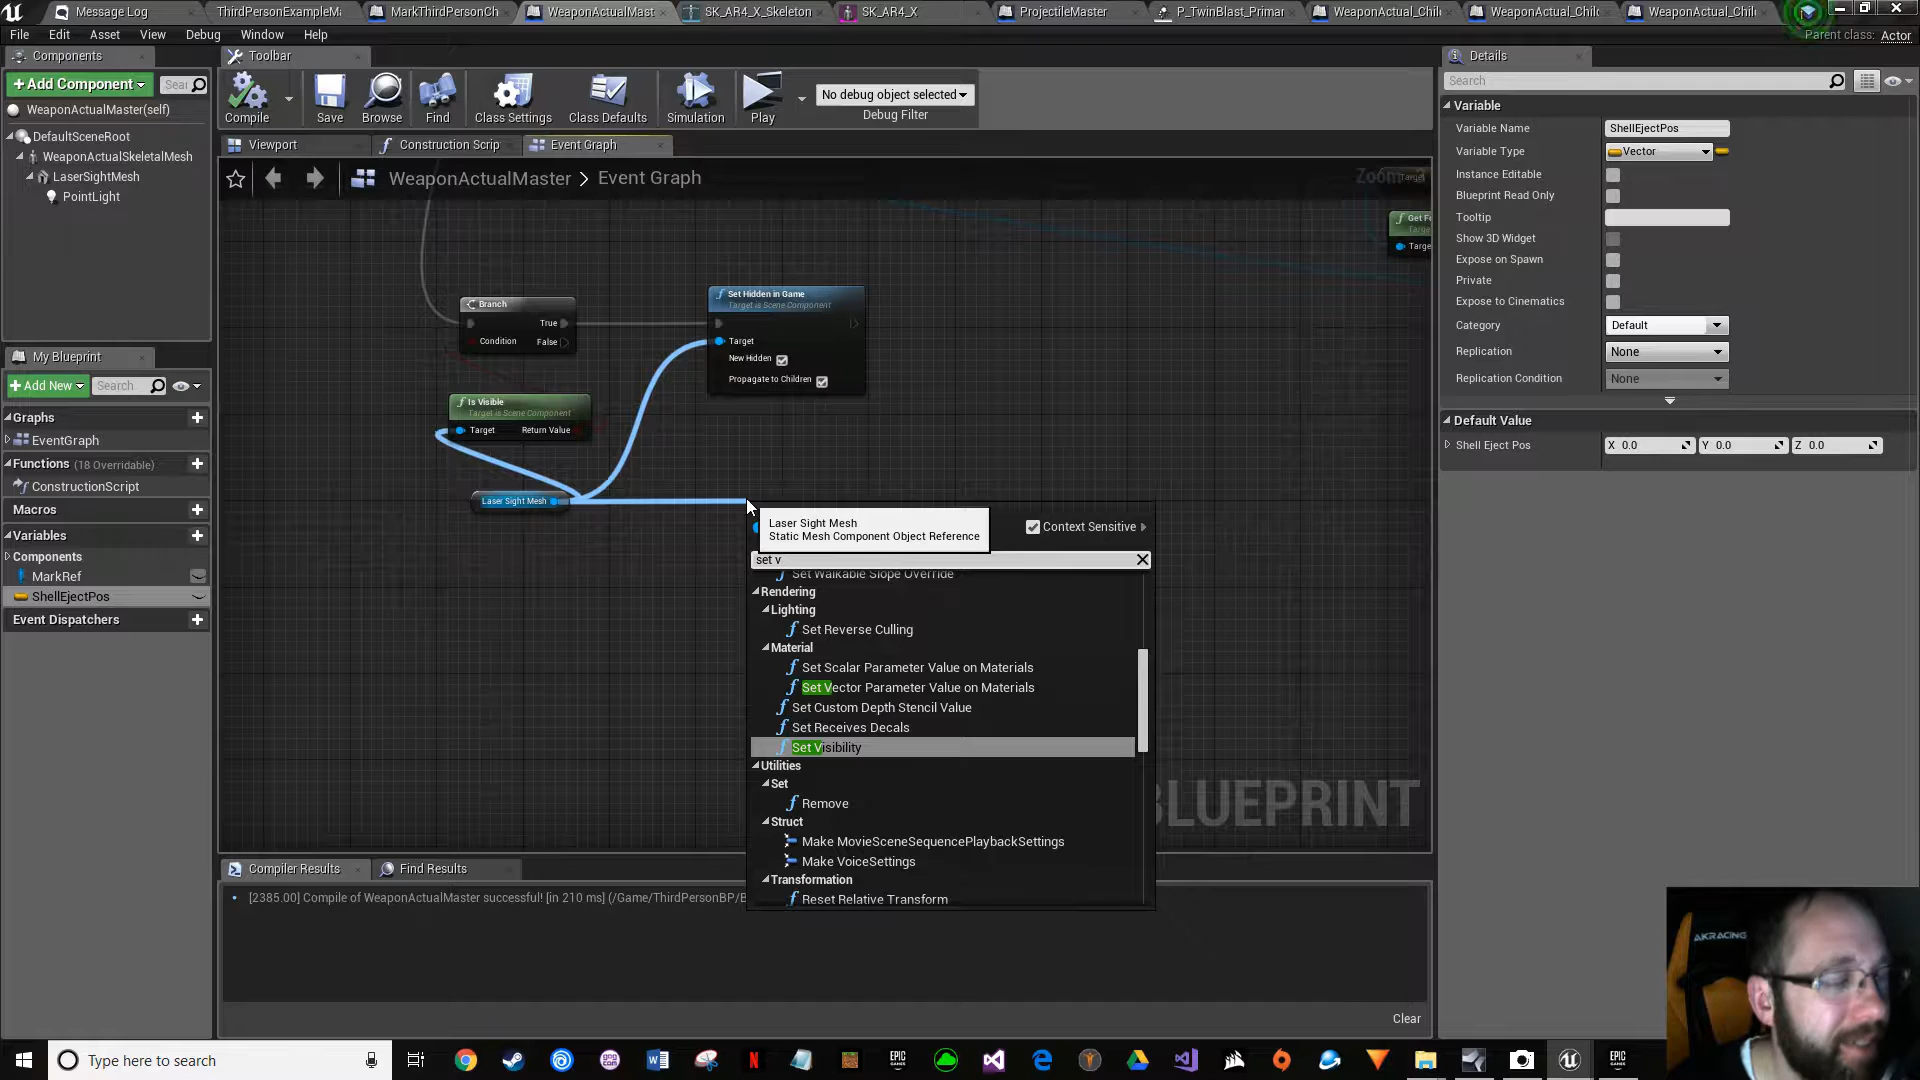 Message Log
ThirdPersonExampleMa
MarkThirdPersonCh
WeaponActualMast
SK_AR4_X_Skeleton
SK_AR4_X
ProjectileMaster
P_TwinBlast_Primar
WeaponActual_Chil
WeaponActual_Chil
WeaponActual_Chil
File Edit Asset View Debug Window Help
Parent class: Actor
Components
Toolbar
Details
+ Add Component
Sea
WeaponActualMaster(self)
DefaultSceneRoot
WeaponActualSkeletalMesh
LaserSightMesh
PointLight
Compile
Save
Browse
Find
Class Settings
Class Defaults
Simulation
Play
No debug object selected
Debug Filter
Viewport
Construction Scrip
Event Graph
WeaponActualMaster > Event Graph
Branch
True
Condition False
Set Hidden in Game
Target is Scene Component
Target
New Hidden
Propagate to Children
Is Visible
Target is Scene Component
Target Return Value
Laser Sight Mesh
Get F
Targe
Targe
Laser Sight Mesh
Static Mesh Component Object Reference
Context Sensitive
set v
Set Walkable Slope Override
Rendering
Lighting
Set Reverse Culling
Material
Set Scalar Parameter Value on Materials
Set Vector Parameter Value on Materials
Set Custom Depth Stencil Value
Set Receives Decals
Set Visibility
Utilities
Set
Remove
Struct
Make MovieSceneSequencePlaybackSettings
Make VoiceSettings
Transformation
Reset Relative Transform
BLUEPRINT
My Blueprint
+ Add New
Search
Graphs
EventGraph
Functions (18 Overridable)
ConstructionScript
Macros
Variables
Components
MarkRef
ShellEjectPos
Event Dispatchers
Compiler Results
Find Results
[2385.00] Compile of WeaponActualMaster successful! [in 210 ms] (/Game/ThirdPersonBP/B
Clear
Search
Variable
Variable Name ShellEjectPos
Variable Type Vector
Instance Editable
Blueprint Read Only
Tooltip
Show 3D Widget
Expose on Spawn
Private
Expose to Cinematics
Category Default
Replication None
Replication Condition None
Default Value
Shell Eject Pos X 0.0 Y 0.0 Z 0.0
AKRACING
Type here to search
EPIC
EPIC